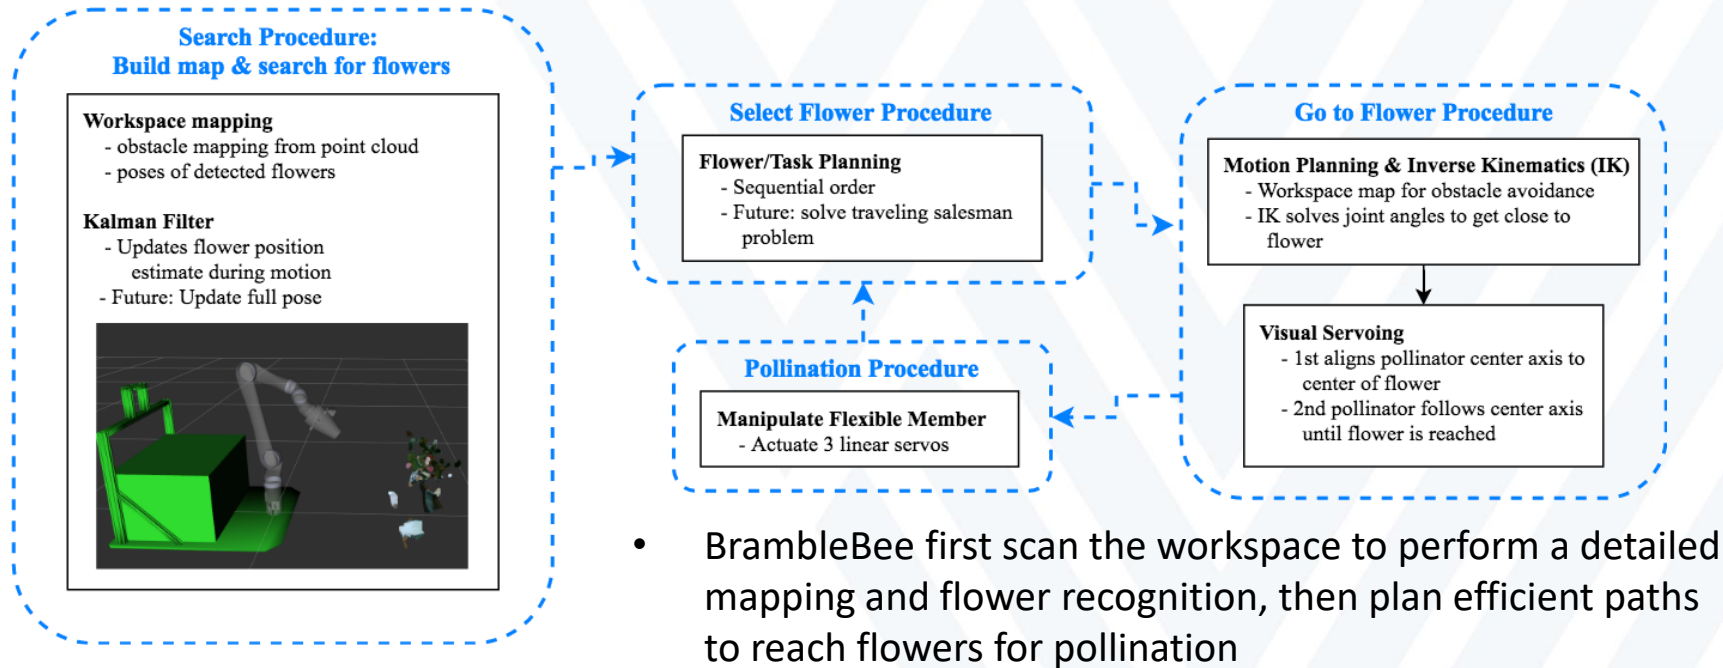 Search Procedure:
Build map & search for flowers
Workspace mapping
- obstacle mapping from point cloud
- poses of detected flowers
Kalman Filter
- Updates flower position
estimate during motion
- Future: Update full pose
Select Flower Procedure
Flower/Task Planning
- Sequential order
- Future: solve traveling salesman
problem
Go to Flower Procedure
Motion Planning & Inverse Kinematics (IK)
- Workspace map for obstacle avoidance
- IK solves joint angles to get close to
flower
Visual Servoing
- 1st aligns pollinator center axis to
center of flower
- 2nd pollinator follows center axis
until flower is reached
Pollination Procedure
Manipulate Flexible Member
- Actuate 3 linear servos
• BrambleBee first scan the workspace to perform a detailed
mapping and flower recognition, then plan efficient paths
to reach flowers for pollination